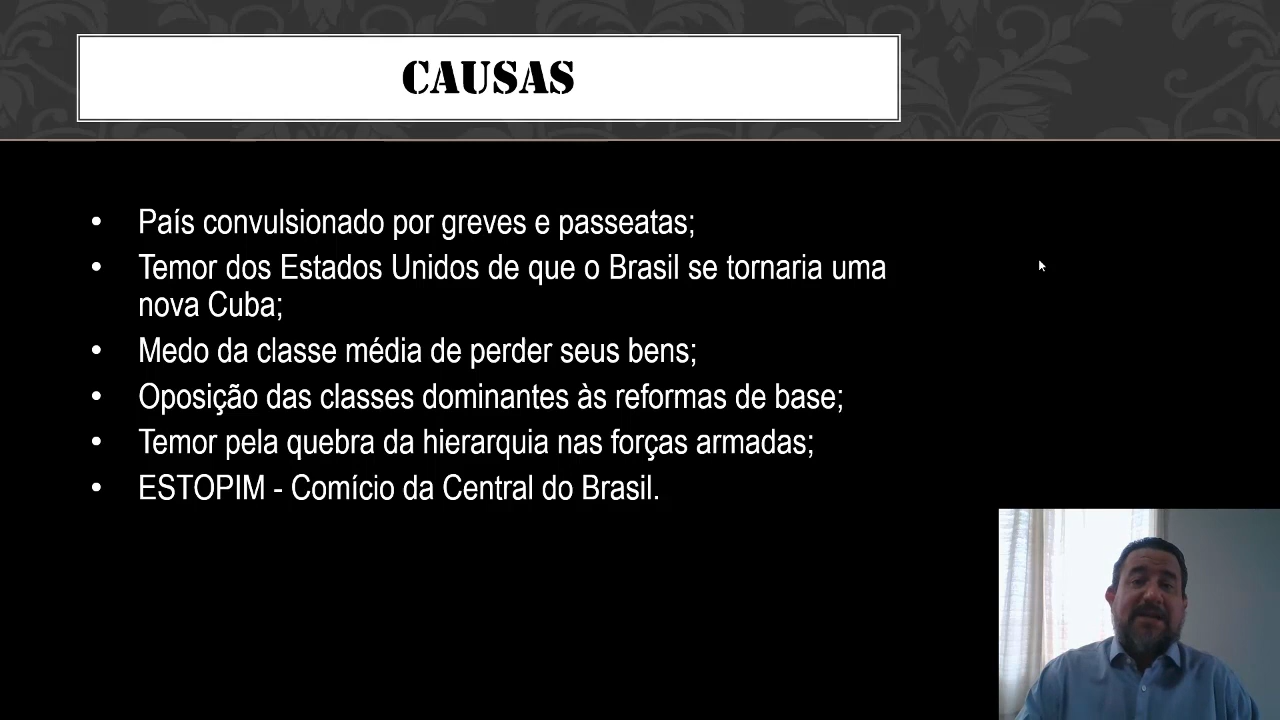 CAUSAS
• País convulsionado por greves e passeatas;
• Temor dos Estados Unidos de que o Brasil se tornaria uma
nova Cuba;
• Medo da classe média de perder seus bens;
• Oposição das classes dominantes às reformas de base;
• Temor pela quebra da hierarquia nas forças armadas;
• ESTOPIM - Comício da Central do Brasil.